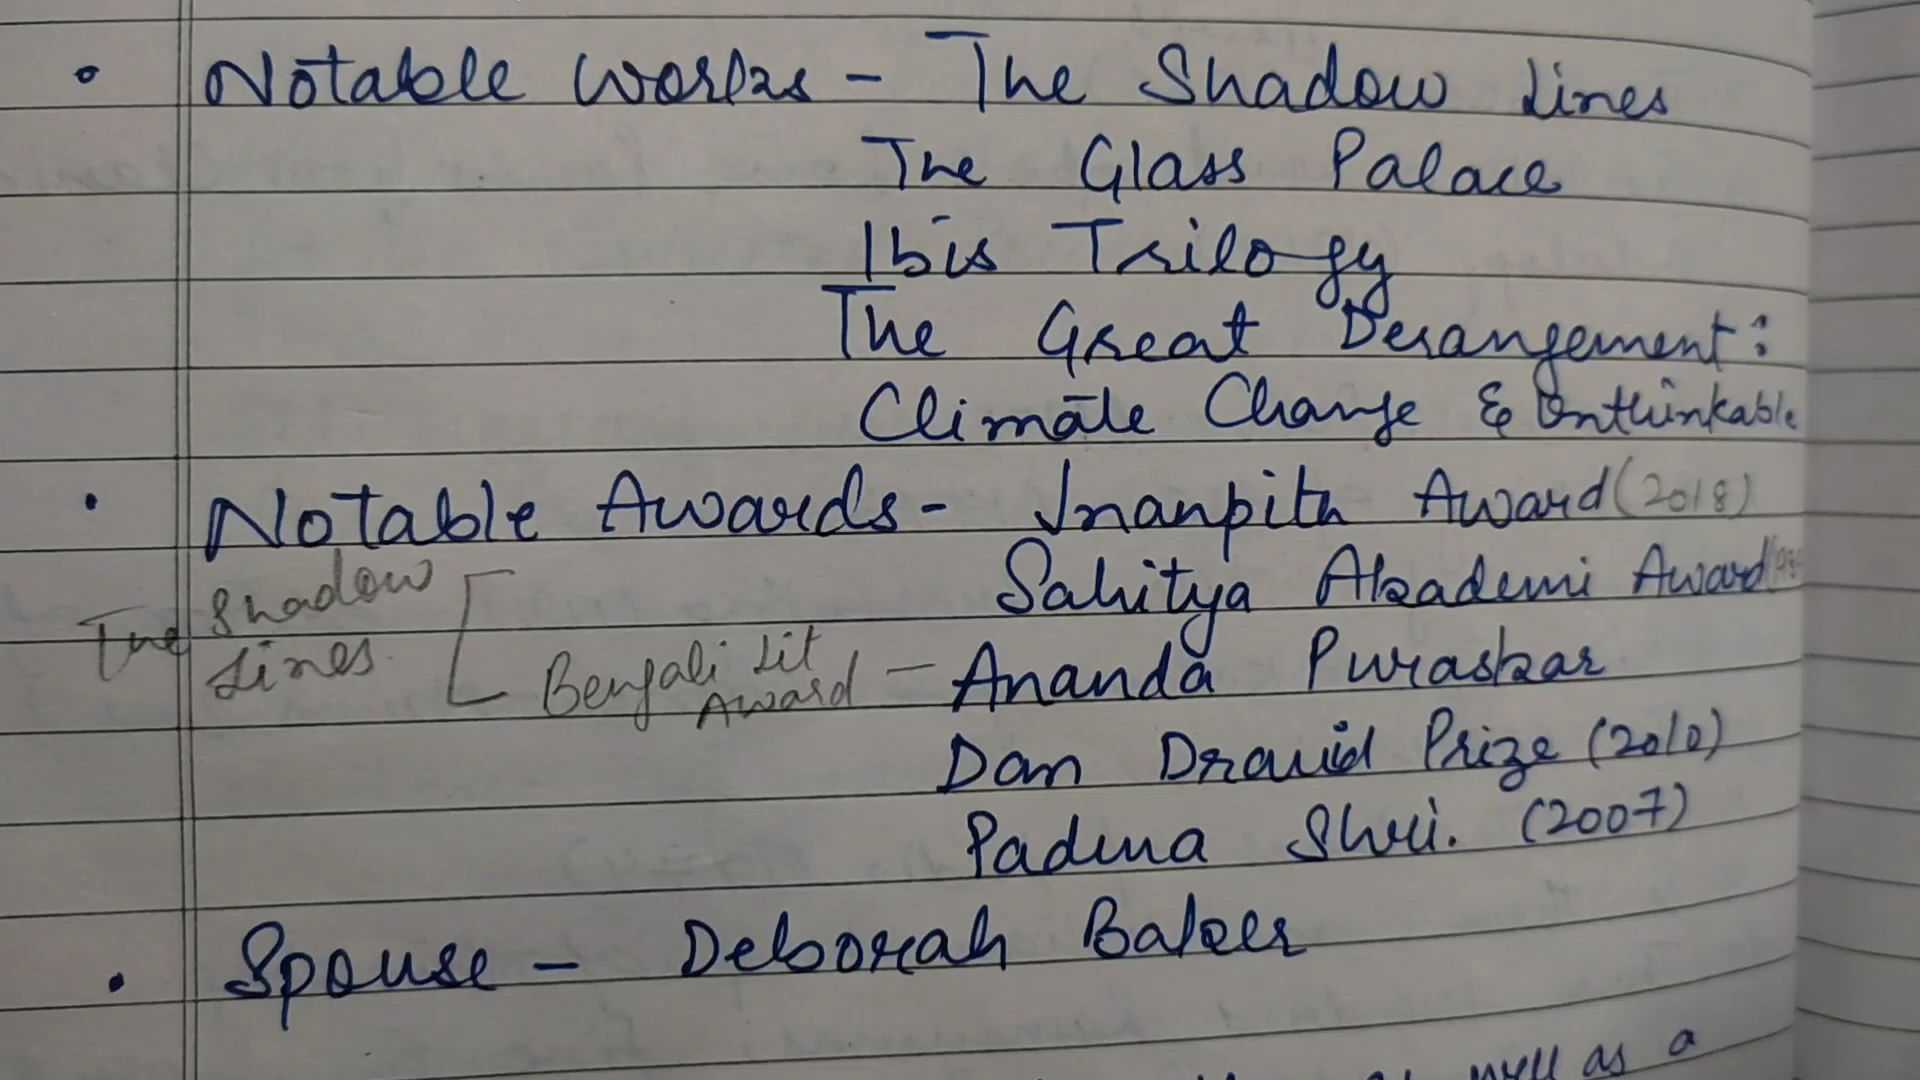 • Notable Works - The Shadow Lines
The Glass Palace
Ibis Trilogy
The Great Derangement:
Climate Change & Unthinkable
• Notable Awards - Jnanpith Award (2018)
Sahitya Akademi Award
The Shadow Lines [ Bengali Lit Award - Ananda Puraskar
Dan David Prize (2010)
Padma Shri. (2007)
• Spouse - Deborah Baker
well as a